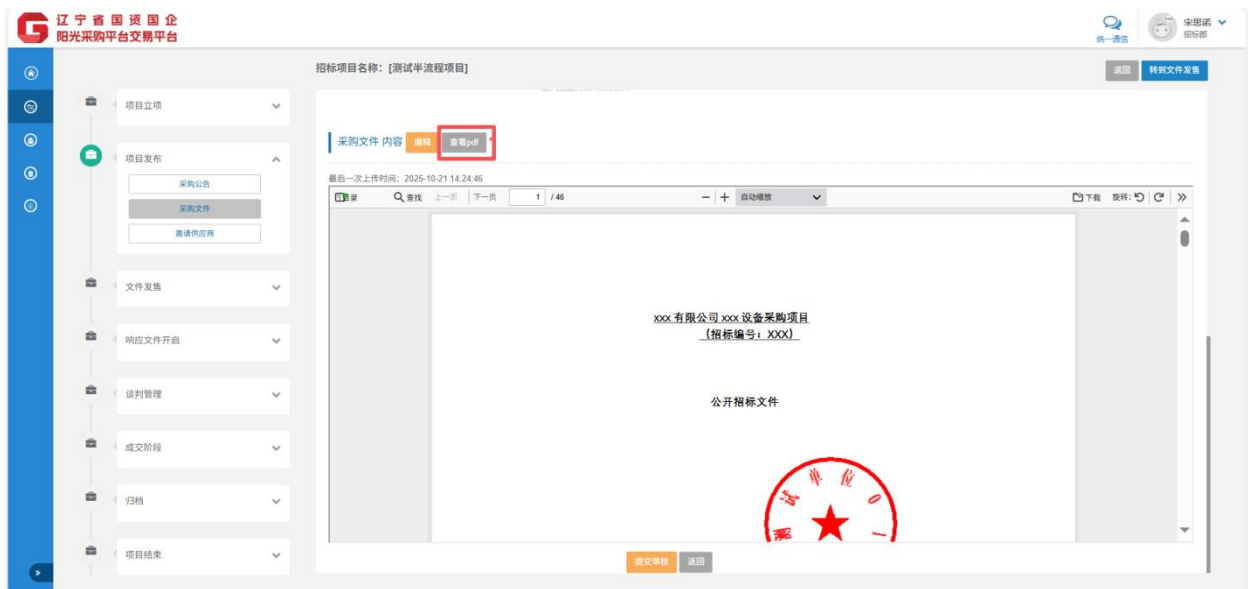 辽宁省国资国企
阳光采购平台交易平台
统一通信
宋思诺
招标部
招标项目名称：[测试半流程项目]
返回
转到文件发售
项目立项
项目发布
采购公告
采购文件
邀请供应商
文件发售
响应文件开启
谈判管理
成交阶段
归档
项目结束
采购文件 内容 编辑 查看pdf
最后一次上传时间：2025-10-21 14:24:46
目录 查找 上一页 下一页 1 / 46 自动缩放 下载 旋转:
xxx 有限公司 xxx 设备采购项目
（招标编号：XXX）
公开招标文件
测试单位0一
提交审核 返回